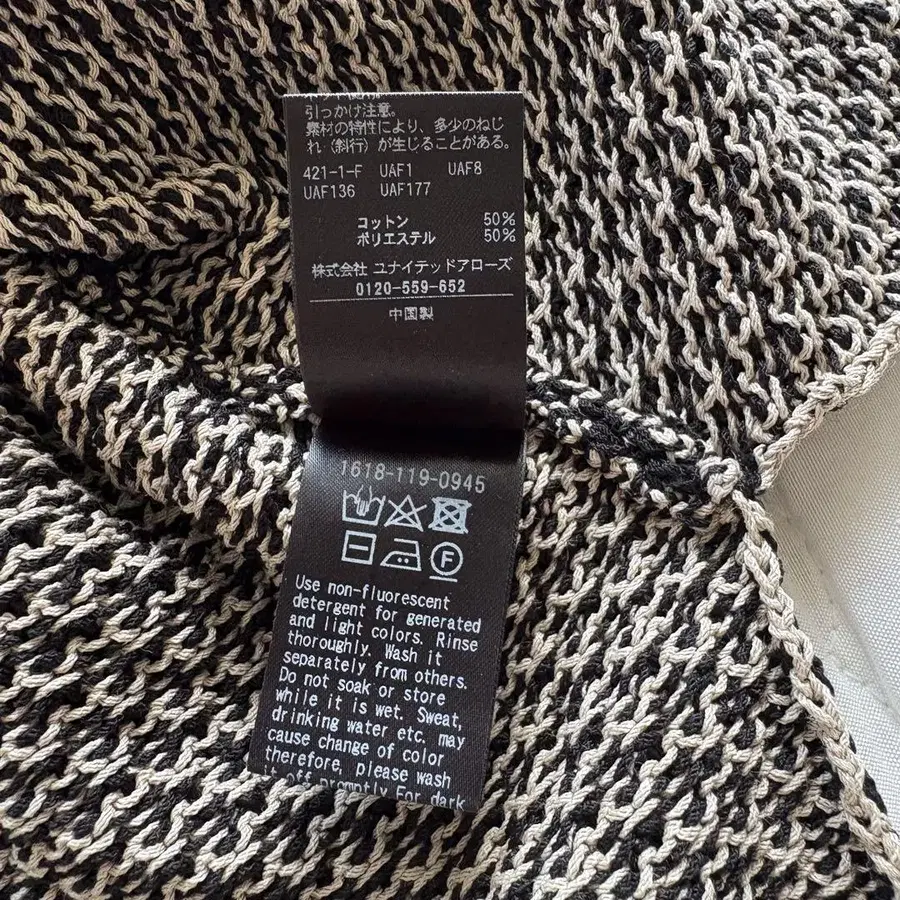 引っかけ注意。
素材の特性により、多少のねじ
れ（斜行）が生じることがある。
421-1-F UAF1 UAF8
UAF136 UAF177
コットン 50%
ポリエステル 50%
株式会社 ユナイテッドアローズ
0120-559-652
中国製
1618-119-0945
F
Use non-fluorescent
detergent for generated
and light colors. Rinse
thoroughly. Wash it
separately from others.
Do not soak or store
while it is wet. Sweat,
drinking water etc. may
cause change of color
therefore, please wash
it off promptly. For dark